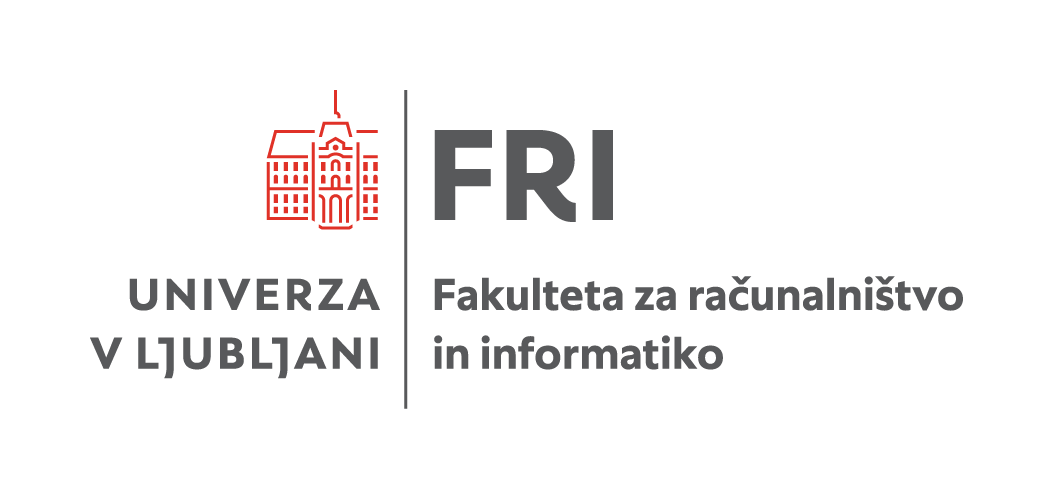 UNIVERZA
V LJUBLJANI
FRI
Fakulteta za računalništvo
in informatiko